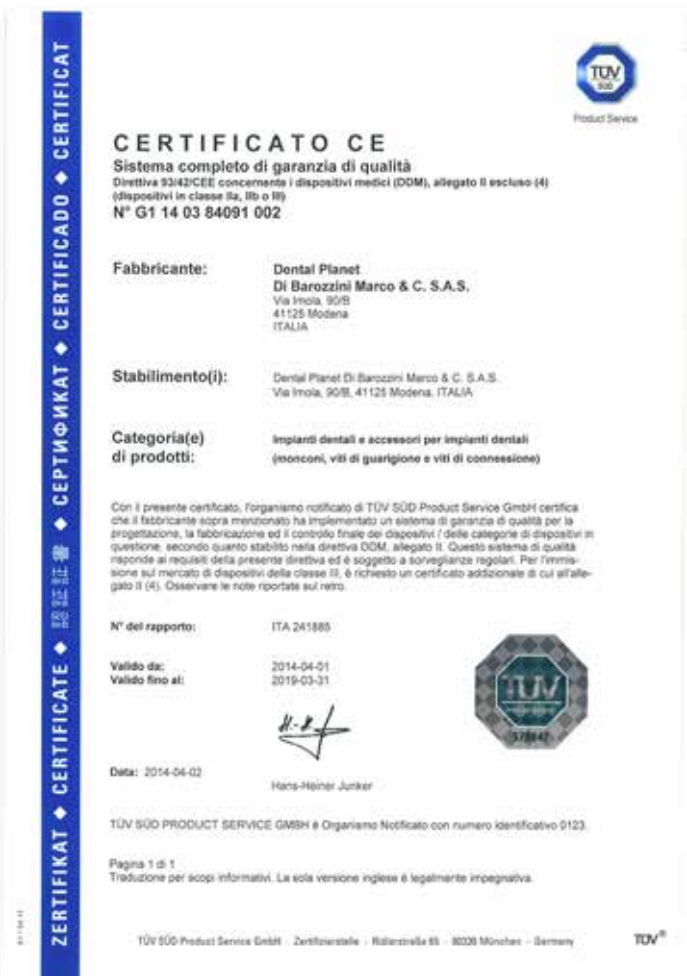 TÜV
SÜD
Product Service
CERTIFICATO CE
Sistema completo di garanzia di qualità
Direttiva 93/42/CEE concernente i dispositivi medici (DDM), allegato II escluso (4)
(dispositivi in classe IIa, IIb o III)
N° G1 14 03 84091 002
Fabbricante:
Dental Planet
Di Barozzini Marco & C. S.A.S.
Via Imola, 90/B
41125 Modena
ITALIA
Stabilimento(i):
Dental Planet Di Barozzini Marco & C. S.A.S.
Via Imola, 90/B, 41125 Modena, ITALIA
Categoria(e)
di prodotti:
Impianti dentali e accessori per impianti dentali
(monconi, viti di guarigione e viti di connessione)
Con il presente certificato, l'organismo notificato di TÜV SÜD Product Service GmbH certifica
che il fabbricante sopra menzionato ha implementato un sistema di garanzia di qualità per la
progettazione, la fabbricazione ed il controllo finale dei dispositivi / delle categorie di dispositivi in
questione, secondo quanto stabilito nella direttiva DDM, allegato II. Questo sistema di qualità
risponde ai requisiti della presente direttiva ed è soggetto a sorveglianze regolari. Per l'immis-
sione sul mercato di dispositivi della classe III, è richiesto un certificato addizionale di cui all'alle-
gato II (4). Osservare le note riportate sul retro.
N° del rapporto: ITA 241885
Valido da: 2014-04-01
Valido fino al: 2019-03-31
TÜV
Data: 2014-04-02
Hans-Heiner Junker
TÜV SÜD PRODUCT SERVICE GMBH è Organismo Notificato con numero identificativo 0123.
Pagina 1 di 1
Traduzione per scopi informativi. La sola versione inglese è legalmente impegnativa.
TÜV SÜD Product Service GmbH - Zertifizierstelle - Ridlerstraße 65 - 80339 München - Germany
TÜV®
ZERTIFIKAT ◆ CERTIFICATE ◆ 認証証書 ◆ СЕРТИФИКАТ ◆ CERTIFICADO ◆ CERTIFICAT